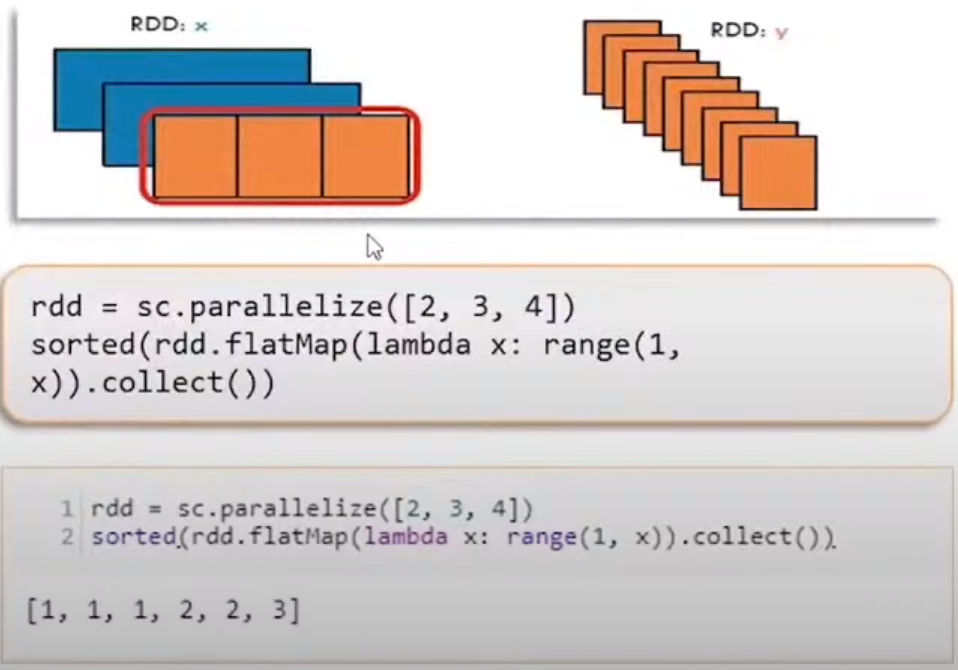 RDD: x
RDD: y
rdd = sc.parallelize([2, 3, 4])
sorted(rdd.flatMap(lambda x: range(1,
x)).collect())
1 rdd = sc.parallelize([2, 3, 4])
2 sorted(rdd.flatMap(lambda x: range(1, x)).collect())
[1, 1, 1, 2, 2, 3]